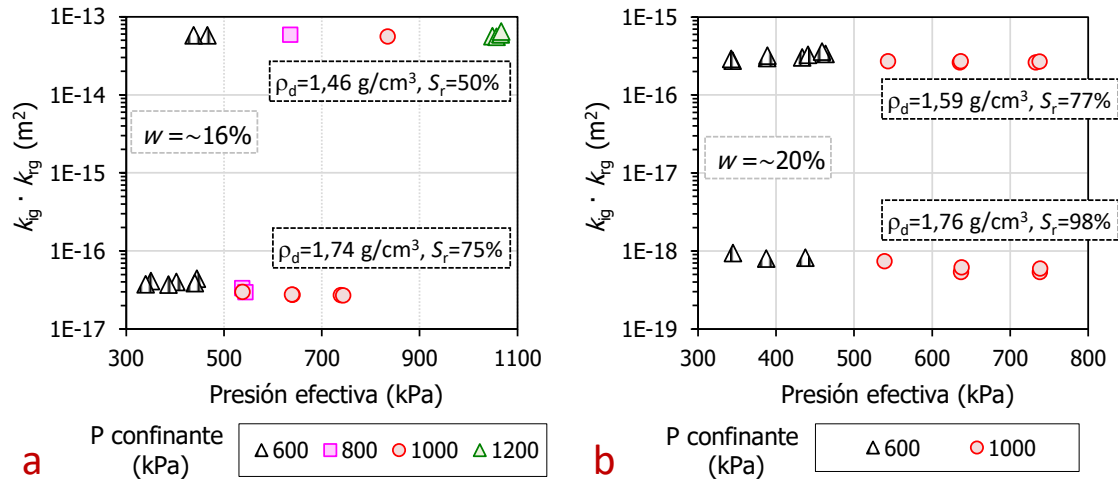 1E-13
1E-14
1E-15
1E-16
1E-17
kig · krg (m²)
ρd=1,46 g/cm³, Sr=50%
w =~16%
ρd=1,74 g/cm³, Sr=75%
300 500 700 900 1100
Presión efectiva (kPa)
a
P confinante (kPa)
600 800 1000 1200
1E-15
1E-16
1E-17
1E-18
1E-19
kig · krg (m²)
ρd=1,59 g/cm³, Sr=77%
w =~20%
ρd=1,76 g/cm³, Sr=98%
300 400 500 600 700 800
Presión efectiva (kPa)
b
P confinante
(kPa)
600 1000